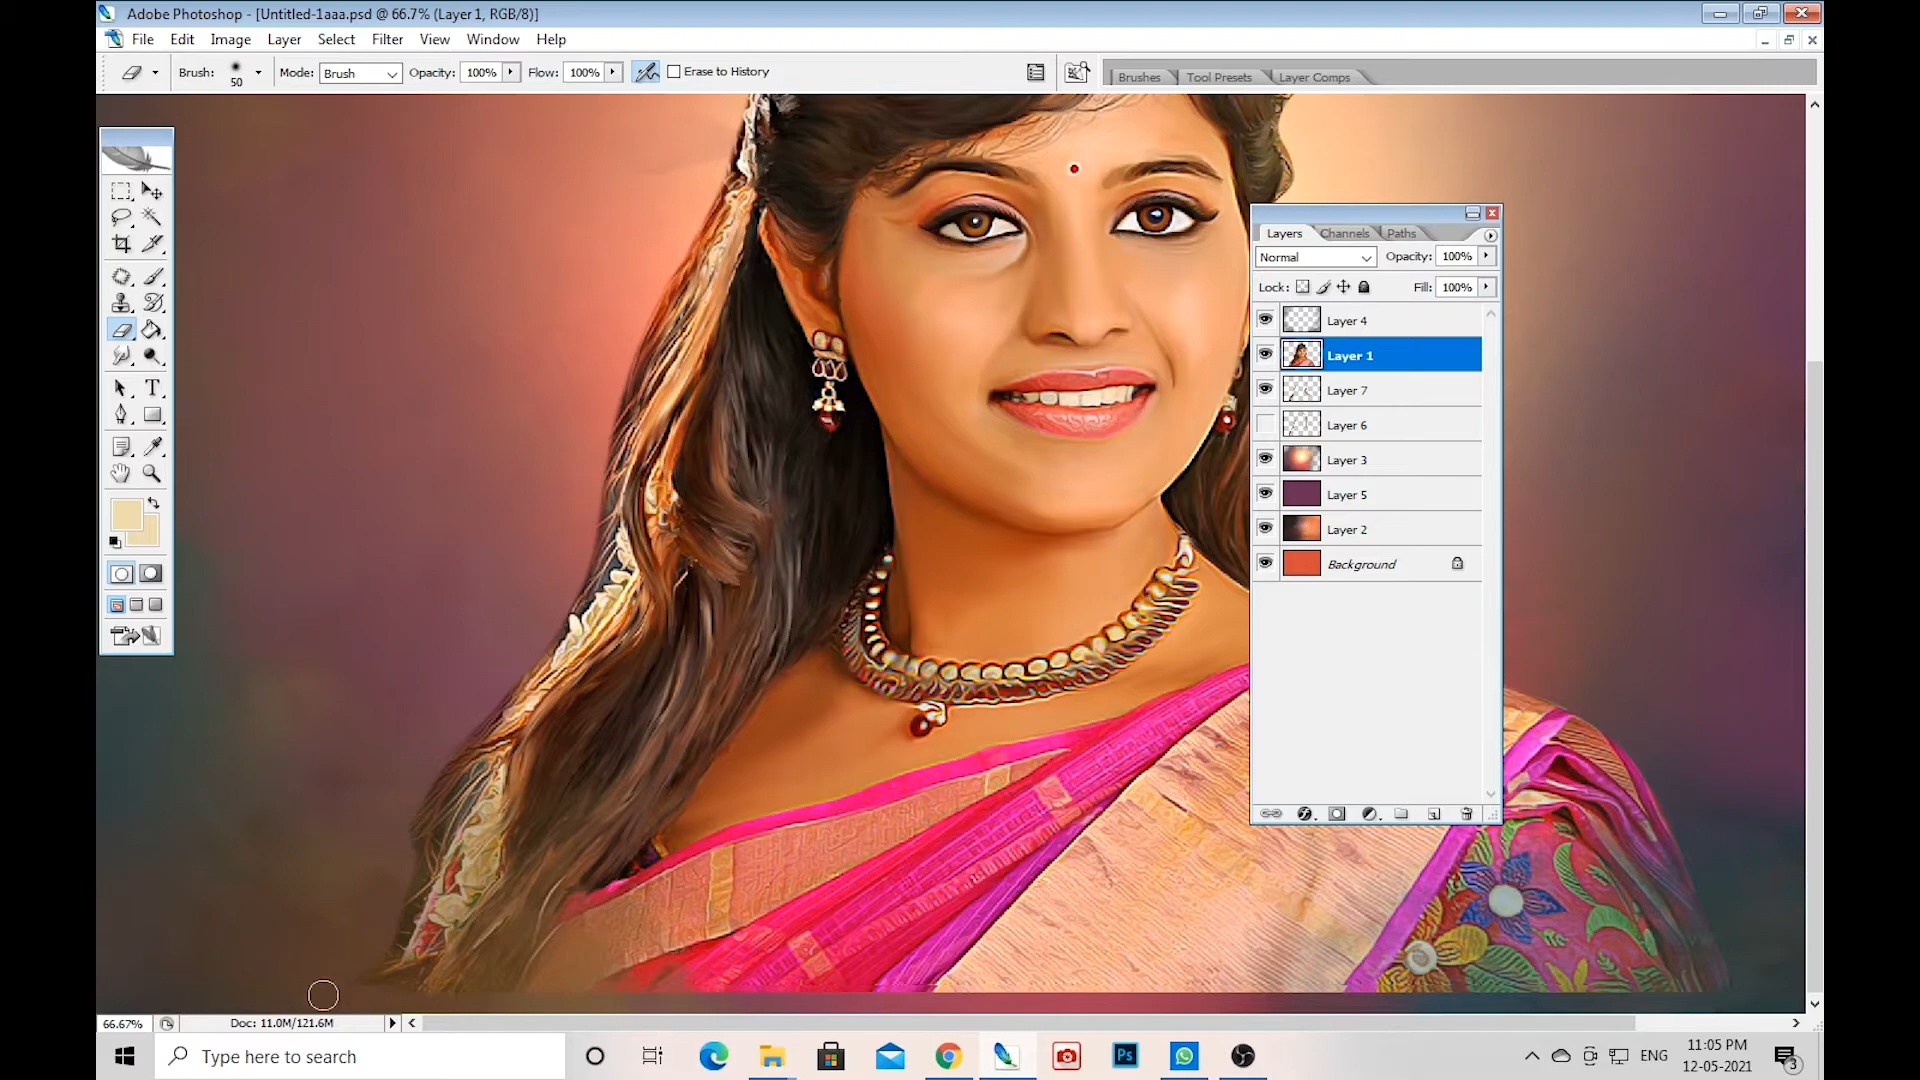 Adobe Photoshop - [Untitled-1aaa.psd @ 66.7% (Layer 1, RGB/8)]
File Edit Image Layer Select Filter View Window Help
Brush: 50 Mode: Brush Opacity: 100% Flow: 100% Erase to History Brushes Tool Presets Layer Comps
Layers Channels Paths
Normal Opacity: 100%
Lock: Fill: 100%
Layer 4
Layer 1
Layer 7
Layer 6
Layer 3
Layer 5
Layer 2
Background
66.67% Doc: 11.0M/121.6M
Type here to search
Ps
ENG
11:05 PM
12-05-2021
3